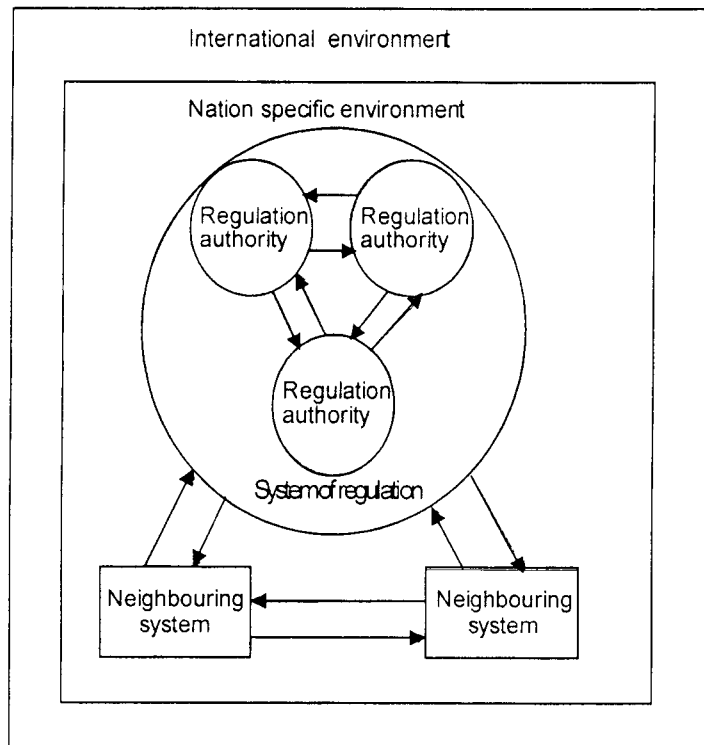 International environment
Nation specific environment
Regulation
authority
Regulation
authority
Regulation
authority
System of regulation
Neighbouring
system
Neighbouring
system